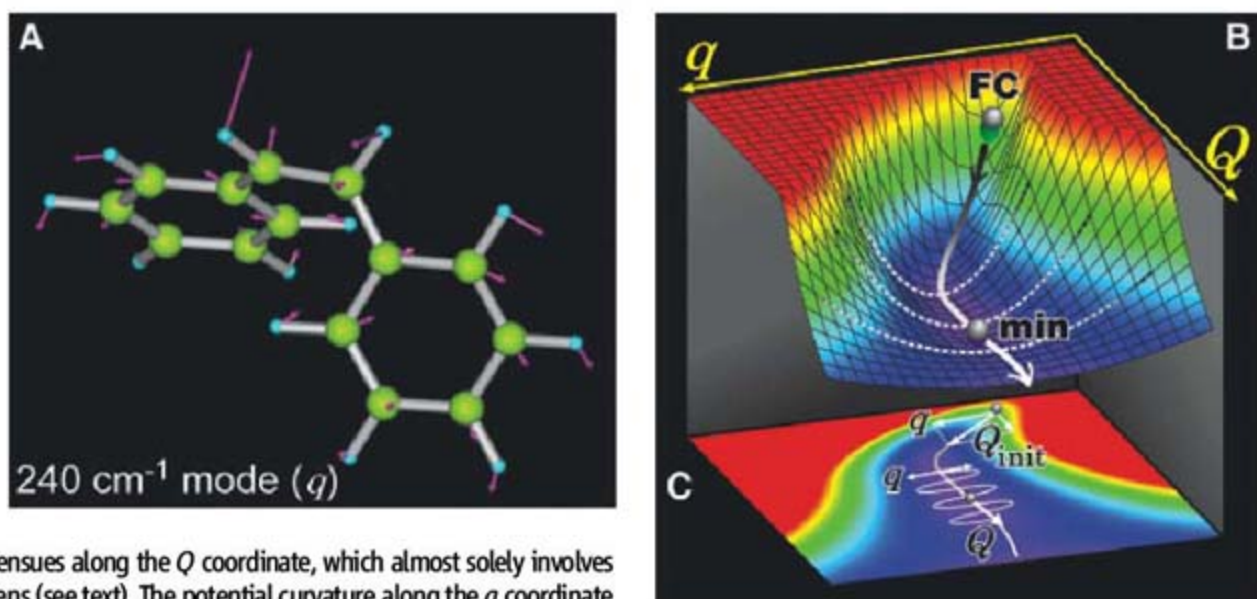 A
240 cm⁻¹ mode (q)
ensues along the Q coordinate, which almost solely involves
ens (see text). The potential curvature along the q coordinate
B
q
Q
FC
min
C
q
Q_init
q
Q